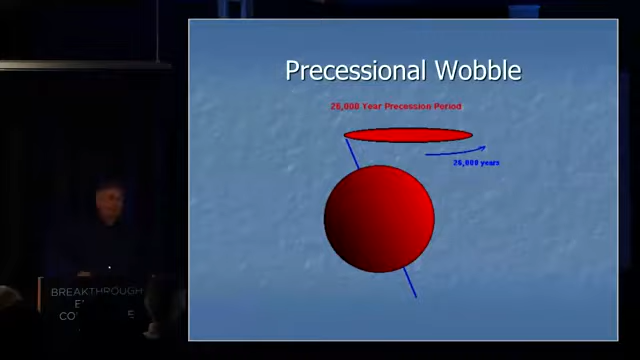 Precessional Wobble
26,000 Year Precession Period
26,000 years
BREAKTHROUGH